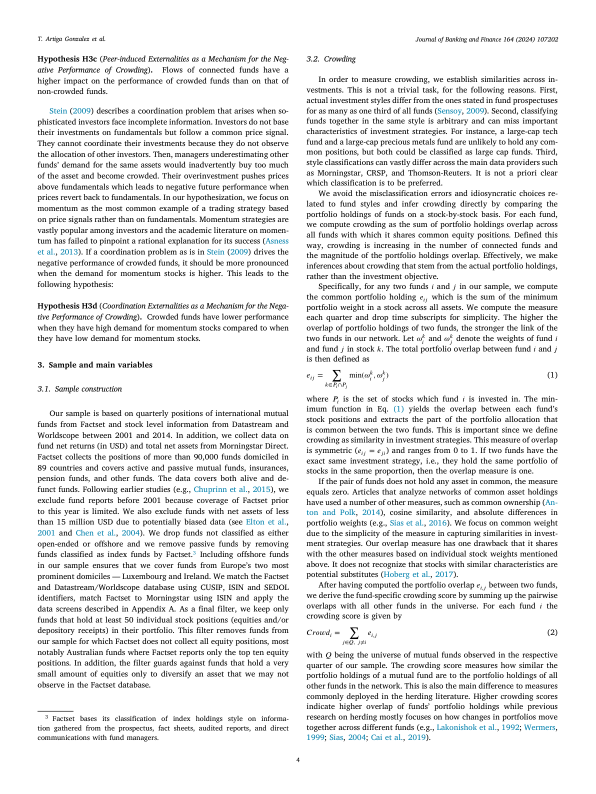 T. Artiga Gonzalez et al.
Journal of Banking and Finance 164 (2024) 107202
Hypothesis H3c (Peer-induced Externalities as a Mechanism for the Neg-
ative Performance of Crowding). Flows of connected funds have a
higher impact on the performance of crowded funds than on that of
non-crowded funds.
Stein (2009) describes a coordination problem that arises when so-
phisticated investors face incomplete information. Investors do not base
their investments on fundamentals but follow a common price signal.
They cannot coordinate their investments because they do not observe
the allocation of other investors. Then, managers underestimating other
funds' demand for the same assets would inadvertently buy too much
of the asset and become crowded. Their overinvestment pushes prices
above fundamentals which leads to negative future performance when
prices revert back to fundamentals. In our hypothesization, we focus on
momentum as the most common example of a trading strategy based
on price signals rather than on fundamentals. Momentum strategies are
vastly popular among investors and the academic literature on momen-
tum has failed to pinpoint a rational explanation for its success (Asness
et al., 2013). If a coordination problem as in Stein (2009) drives the
negative performance of crowded funds, it should be more pronounced
when the demand for momentum stocks is higher. This leads to the
following hypothesis:
Hypothesis H3d (Coordination Externalities as a Mechanism for the Nega-
tive Performance of Crowding). Crowded funds have lower performance
when they have high demand for momentum stocks compared to when
they have low demand for momentum stocks.
3. Sample and main variables
3.1. Sample construction
Our sample is based on quarterly positions of international mutual
funds from Factset and stock level information from Datastream and
Worldscope between 2001 and 2014. In addition, we collect data on
fund net returns (in USD) and total net assets from Morningstar Direct.
Factset collects the positions of more than 90,000 funds domiciled in
89 countries and covers active and passive mutual funds, insurances,
pension funds, and other funds. The data covers both alive and de-
funct funds. Following earlier studies (e.g., Chuprinin et al., 2015), we
exclude fund reports before 2001 because coverage of Factset prior
to this year is limited. We also exclude funds with net assets of less
than 15 million USD due to potentially biased data (see Elton et al.,
2001 and Chen et al., 2004). We drop funds not classified as either
open-ended or offshore and we remove passive funds by removing
funds classified as index funds by Factset.3 Including offshore funds
in our sample ensures that we cover funds from Europe's two most
prominent domiciles — Luxembourg and Ireland. We match the Factset
and Datastream/Worldscope database using CUSIP, ISIN and SEDOL
identifiers, match Factset to Morningstar using ISIN and apply the
data screens described in Appendix A. As a final filter, we keep only
funds that hold at least 50 individual stock positions (equities and/or
depository receipts) in their portfolio. This filter removes funds from
our sample for which Factset does not collect all equity positions, most
notably Australian funds where Factset reports only the top ten equity
positions. In addition, the filter guards against funds that hold a very
small amount of equities only to diversify an asset that we may not
observe in the Factset database.
3 Factset bases its classification of index holdings style on informa-
tion gathered from the prospectus, fact sheets, audited reports, and direct
communications with fund managers.
3.2. Crowding
In order to measure crowding, we establish similarities across in-
vestments. This is not a trivial task, for the following reasons. First,
actual investment styles differ from the ones stated in fund prospectuses
for as many as one third of all funds (Sensoy, 2009). Second, classifying
funds together in the same style is arbitrary and can miss important
characteristics of investment strategies. For instance, a large-cap tech
fund and a large-cap precious metals fund are unlikely to hold any com-
mon positions, but both could be classified as large cap funds. Third,
style classifications can vastly differ across the main data providers such
as Morningstar, CRSP, and Thomson-Reuters. It is not a priori clear
which classification is to be preferred.
We avoid the misclassification errors and idiosyncratic choices re-
lated to fund styles and infer crowding directly by comparing the
portfolio holdings of funds on a stock-by-stock basis. For each fund,
we compute crowding as the sum of portfolio holdings overlap across
all funds with which it shares common equity positions. Defined this
way, crowding is increasing in the number of connected funds and
the magnitude of the portfolio holdings overlap. Effectively, we make
inferences about crowding that stem from the actual portfolio holdings,
rather than the investment objective.
Specifically, for any two funds i and j in our sample, we compute
the common portfolio holding e_ij which is the sum of the minimum
portfolio weight in a stock across all assets. We compute the measure
each quarter and drop time subscripts for simplicity. The higher the
overlap of portfolio holdings of two funds, the stronger the link of the
two funds in our network. Let ω_i^k and ω_j^k denote the weights of fund i
and fund j in stock k. The total portfolio overlap between fund i and j
is then defined as
e_ij = ∑_{k∈P_i∩P_j} min(ω_i^k, ω_j^k) (1)
where P_i is the set of stocks which fund i is invested in. The min-
imum function in Eq. (1) yields the overlap between each fund's
stock positions and extracts the part of the portfolio allocation that
is common between the two funds. This is important since we define
crowding as similarity in investment strategies. This measure of overlap
is symmetric (e_ij = e_ji) and ranges from 0 to 1. If two funds have the
exact same investment strategy, i.e., they hold the same portfolio of
stocks in the same proportion, then the overlap measure is one.
If the pair of funds does not hold any asset in common, the measure
equals zero. Articles that analyze networks of common asset holdings
have used a number of other measures, such as common ownership (An-
ton and Polk, 2014), cosine similarity, and absolute differences in
portfolio weights (e.g., Sias et al., 2016). We focus on common weight
due to the simplicity of the measure in capturing similarities in invest-
ment strategies. Our overlap measure has one drawback that it shares
with the other measures based on individual stock weights mentioned
above. It does not recognize that stocks with similar characteristics are
potential substitutes (Hoberg et al., 2017).
After having computed the portfolio overlap e_i,j between two funds,
we derive the fund-specific crowding score by summing up the pairwise
overlaps with all other funds in the universe. For each fund i the
crowding score is given by
Crowd_i = ∑_{j∈Q, j≠i} e_i,j (2)
with Q being the universe of mutual funds observed in the respective
quarter of our sample. The crowding score measures how similar the
portfolio holdings of a mutual fund are to the portfolio holdings of all
other funds in the network. This is also the main difference to measures
commonly deployed in the herding literature. Higher crowding scores
indicate higher overlap of funds' portfolio holdings while previous
research on herding mostly focuses on how changes in portfolios move
together across different funds (e.g., Lakonishok et al., 1992; Wermers,
1999; Sias, 2004; Cai et al., 2019).
4